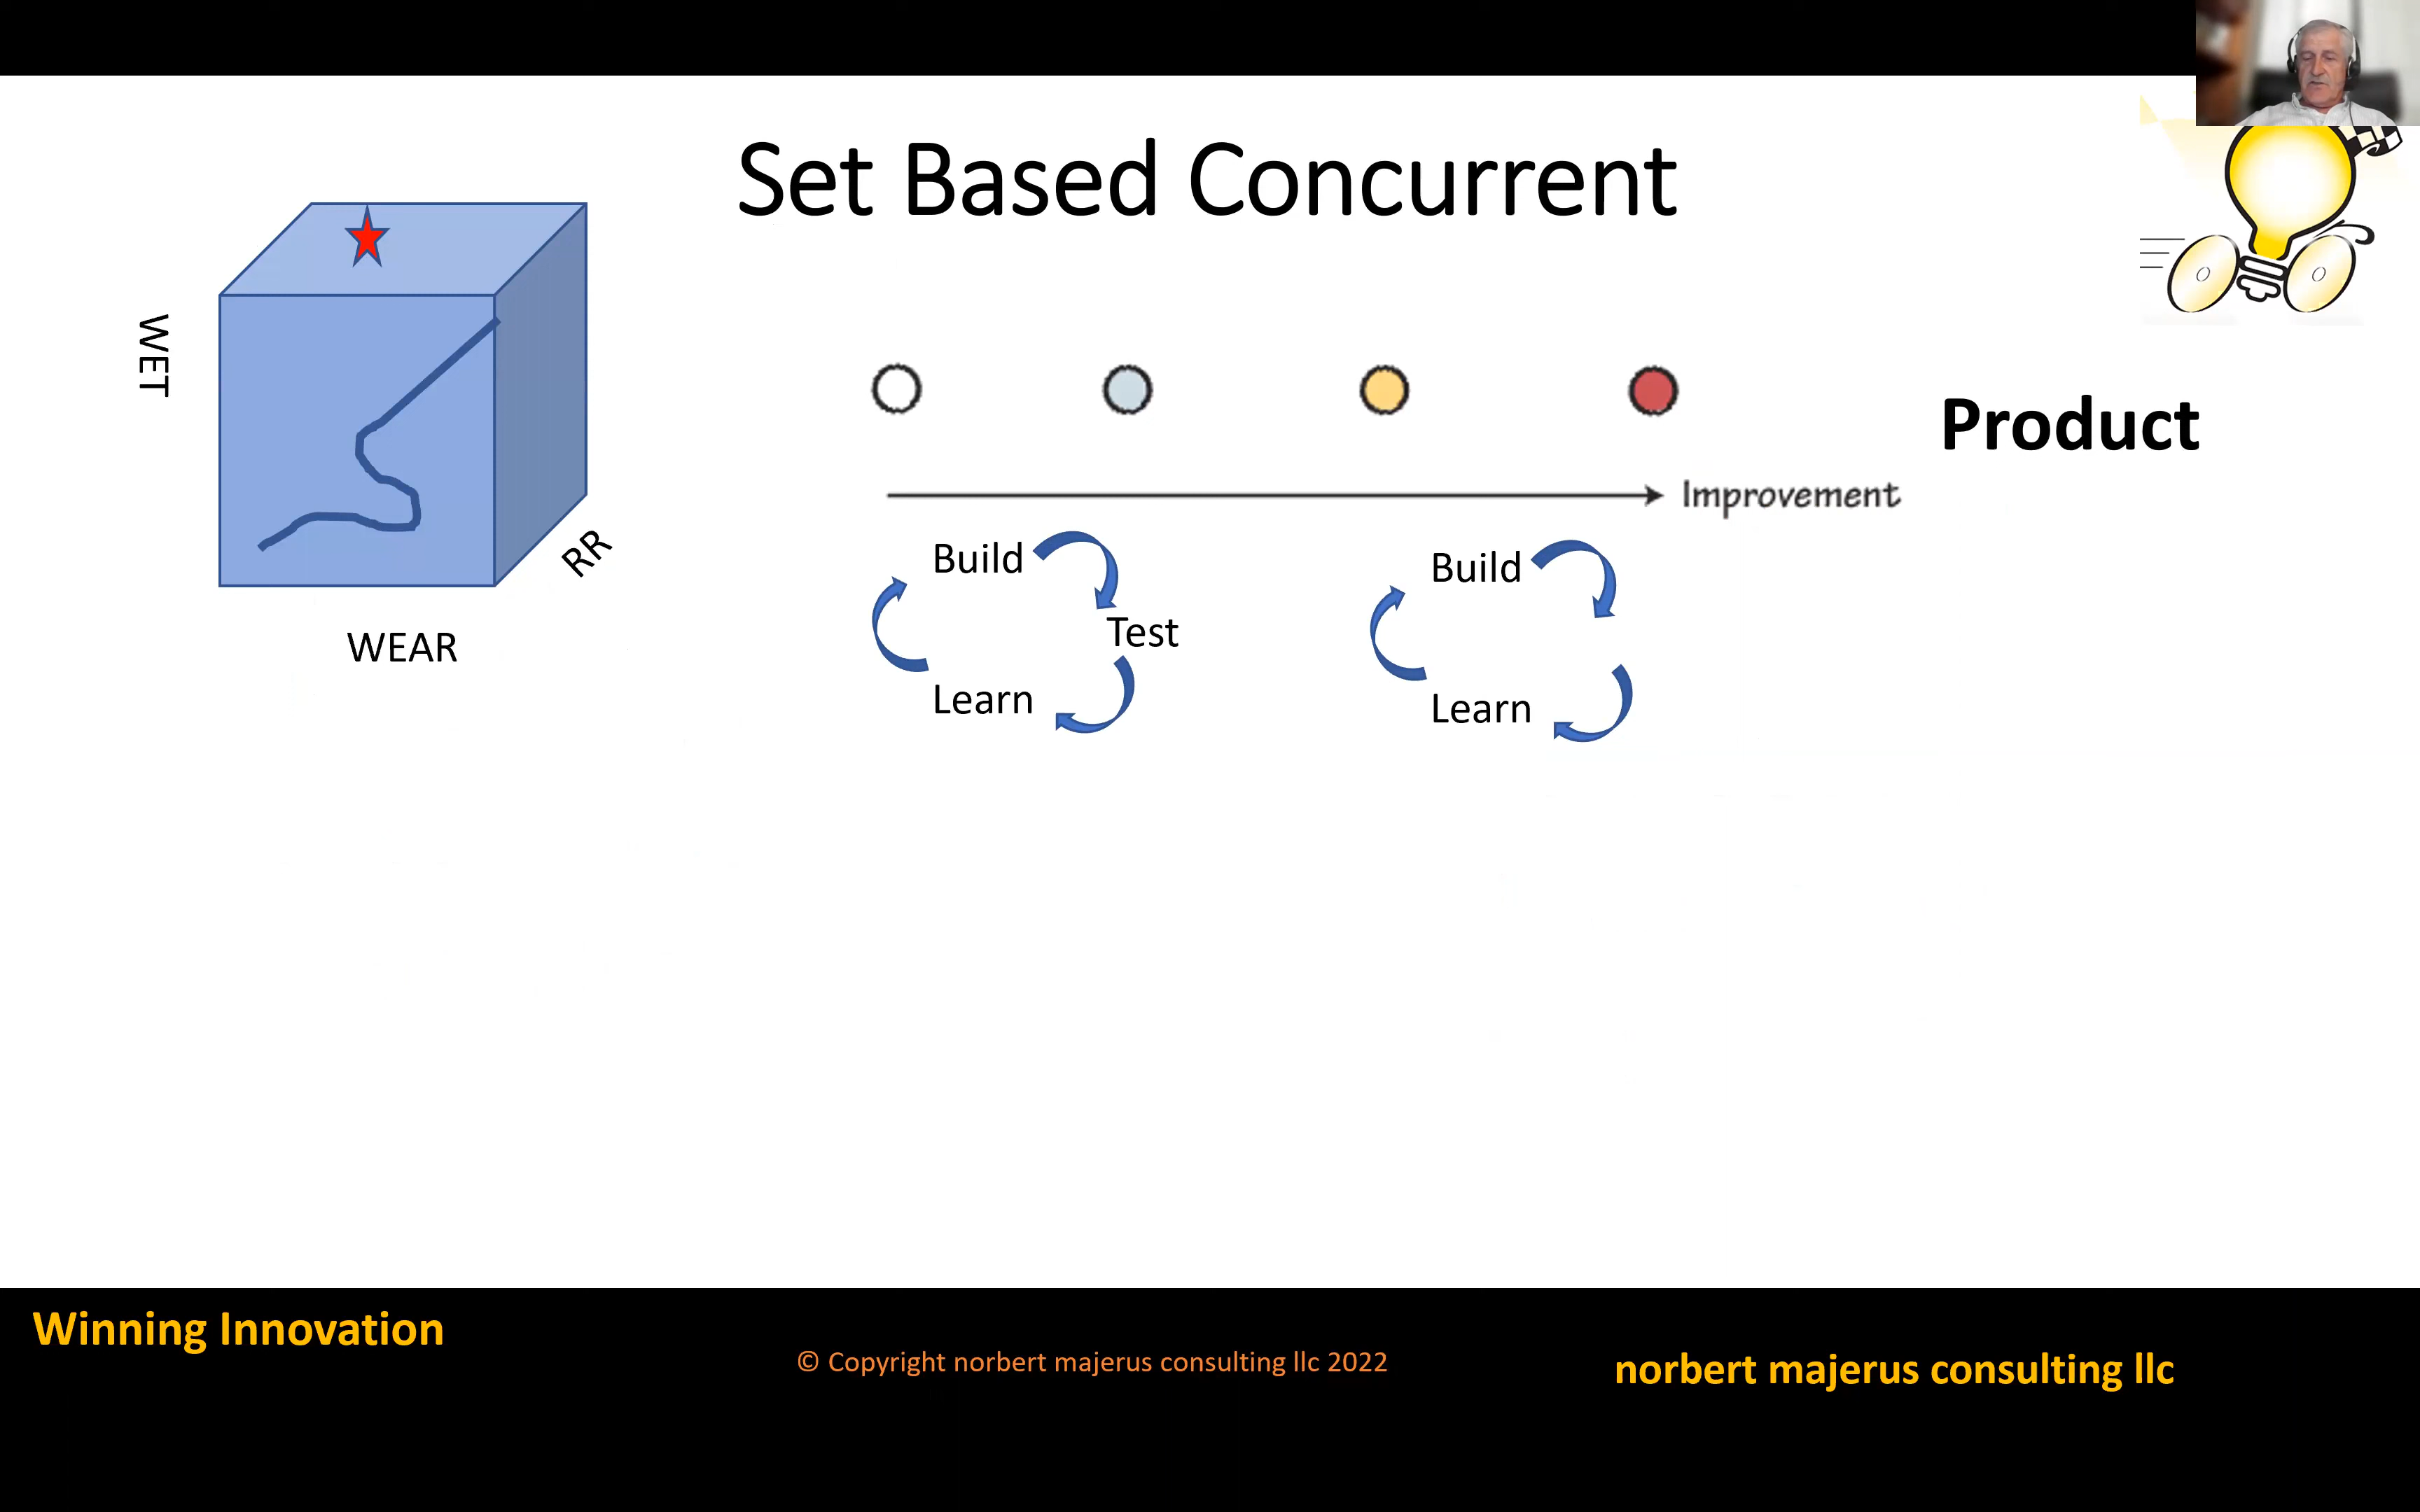 Set Based Concurrent
WET
RR
WEAR
Product
Improvement
Build
Test
Learn
Build
Learn
Winning Innovation
© Copyright norbert majerus consulting llc 2022
norbert majerus consulting llc